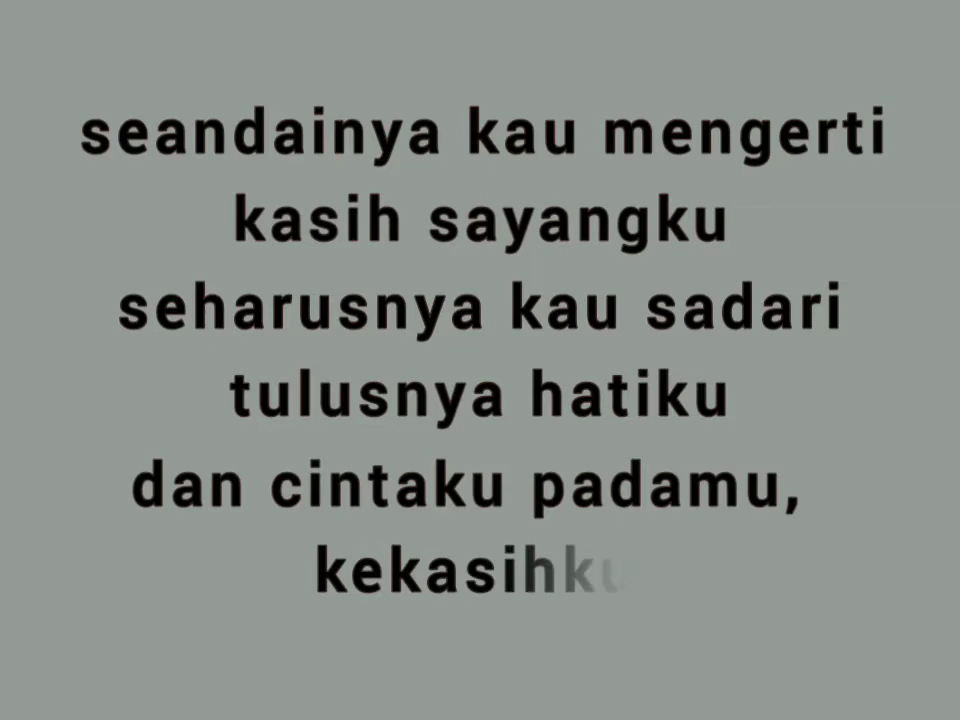 seandainya kau mengerti
kasih sayangku
seharusnya kau sadari
tulusnya hatiku
dan cintaku padamu,
kekasihku